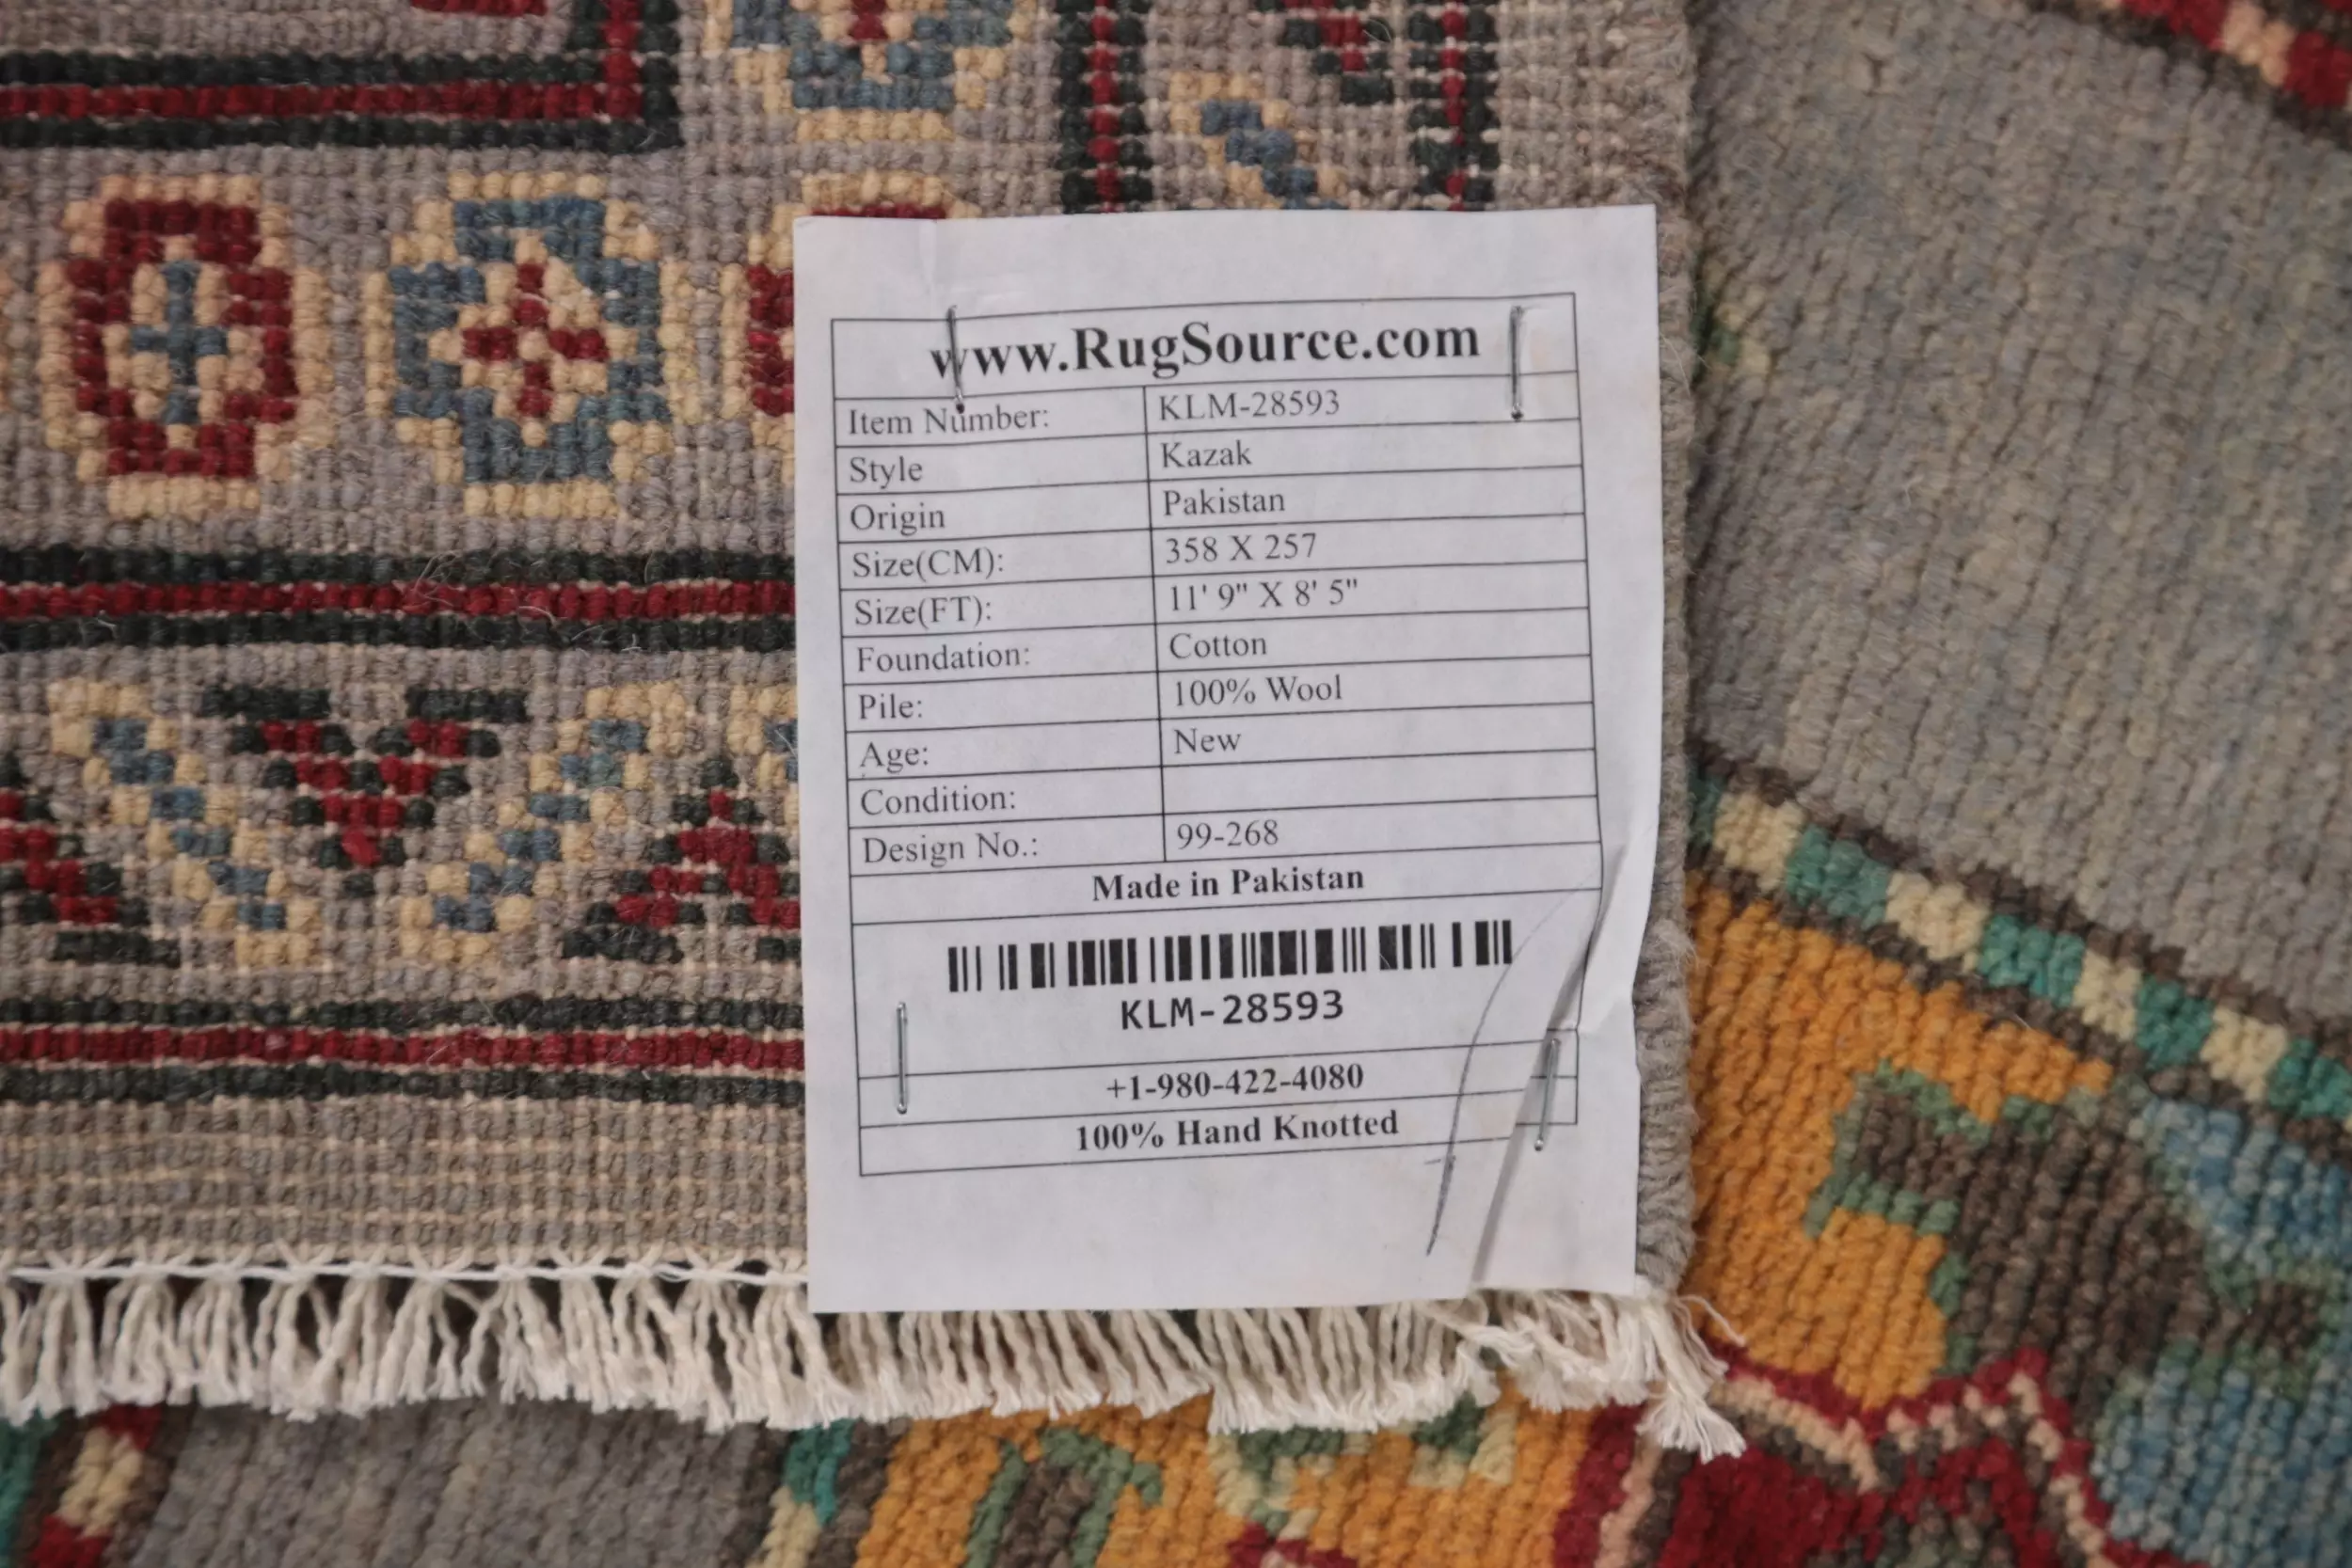 www.RugSource.com
Item Number: KLM-28593
Style Kazak
Origin Pakistan
Size(CM): 358 X 257
Size(FT): 11' 9" X 8' 5"
Foundation: Cotton
Pile: 100% Wool
Age: New
Condition:
Design No.: 99-268
Made in Pakistan
KLM-28593
+1-980-422-4080
100% Hand Knotted